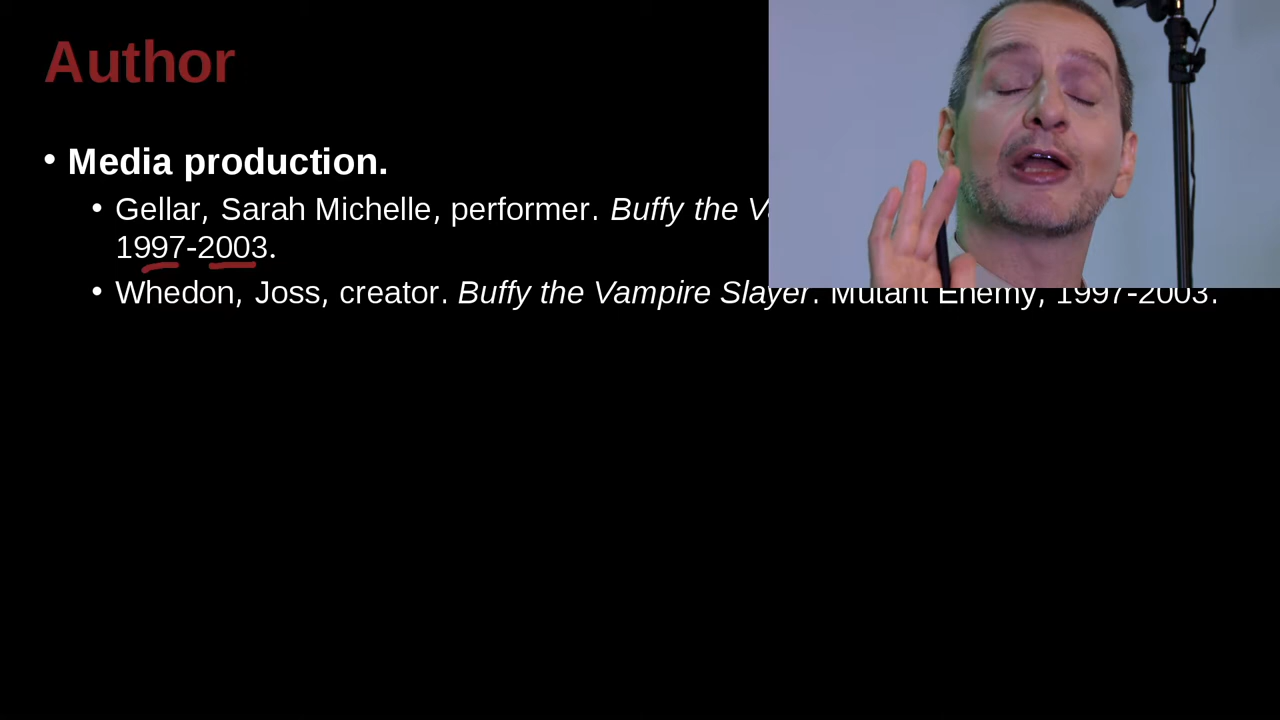 Author
• Media production.
• Gellar, Sarah Michelle, performer. Buffy the
1997-2003.
• Whedon, Joss, creator. Buffy the Vampire Slayer. Mutant Enemy, 1997-2003.